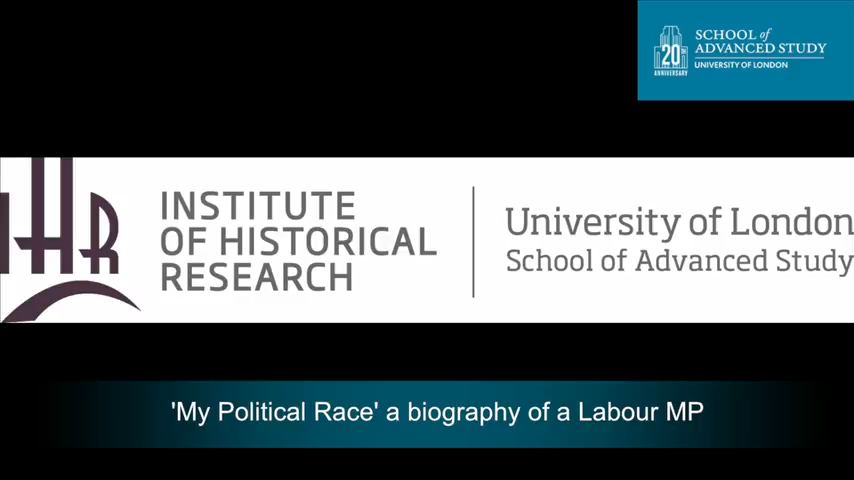 SCHOOL of
ADVANCED STUDY
UNIVERSITY OF LONDON
20TH
ANNIVERSARY
IHR
INSTITUTE
OF HISTORICAL
RESEARCH
University of London
School of Advanced Study
'My Political Race' a biography of a Labour MP